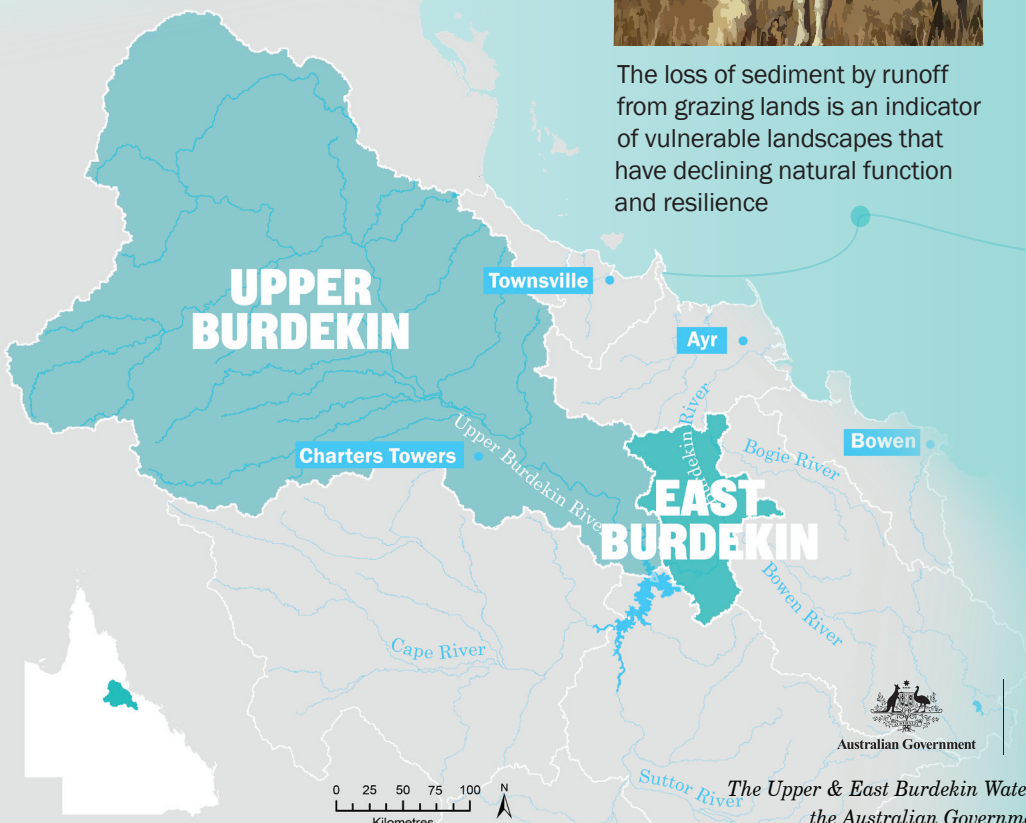 The loss of sediment by runoff
from grazing lands is an indicator
of vulnerable landscapes that
have declining natural function
and resilience
Townsville
UPPER
BURDEKIN
Ayr
Burdekin River
Upper Burdekin River
Charters Towers
Bowen
Bogie River
EAST
BURDEKIN
Bowen River
Cape River
Australian Government
Suttor River
The Upper & East Burdekin Wate
the Australian Governme
0 25 50 75 100
N
Kilometres